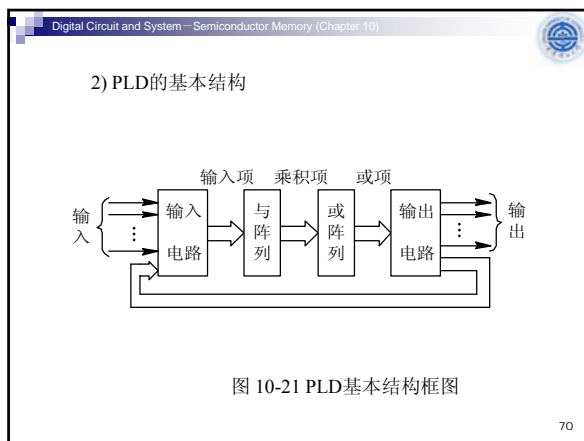 Digital Circuit and System－Semiconductor Memory (Chapter 10)
2) PLD的基本结构
输入项 乘积项 或项
输入
输入电路
与阵列
或阵列
输出电路
输出
图 10-21 PLD基本结构框图
70